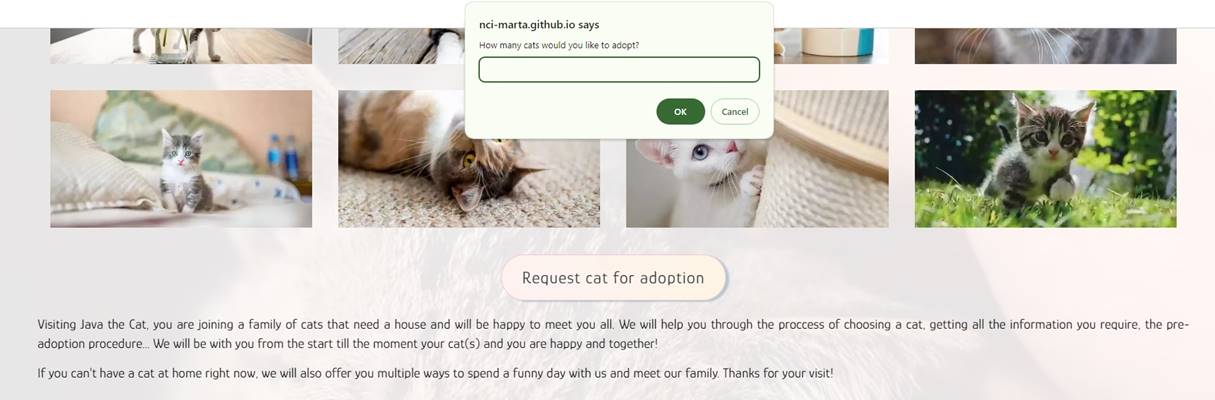 nci-marta.github.io says
How many cats would you like to adopt?
OK
Cancel
Request cat for adoption
Visiting Java the Cat, you are joining a family of cats that need a house and will be happy to meet you all. We will help you through the proccess of choosing a cat, getting all the information you require, the pre-
adoption procedure... We will be with you from the start till the moment your cat(s) and you are happy and together!
If you can't have a cat at home right now, we will also offer you multiple ways to spend a funny day with us and meet our family. Thanks for your visit!